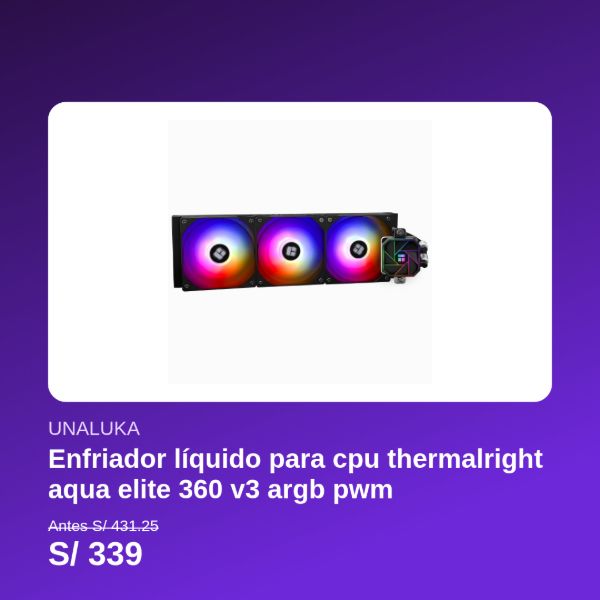 UNALUKA
Enfriador líquido para cpu thermalright
aqua elite 360 v3 argb pwm
Antes S/ 431.25
S/ 339